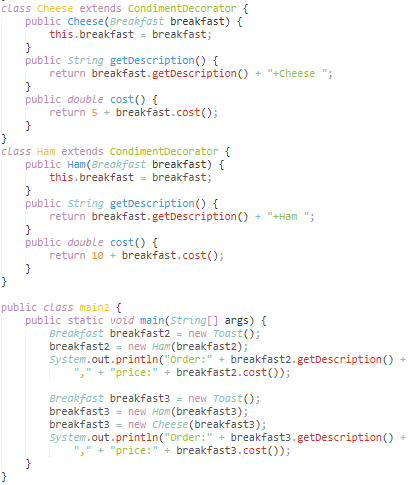 class Cheese extends CondimentDecorator {
    public Cheese(Breakfast breakfast) {
        this.breakfast = breakfast;
    }
    public String getDescription() {
        return breakfast.getDescription() + "+Cheese ";
    }
    public double cost() {
        return 5 + breakfast.cost();
    }
}
class Ham extends CondimentDecorator {
    public Ham(Breakfast breakfast) {
        this.breakfast = breakfast;
    }
    public String getDescription() {
        return breakfast.getDescription() + "+Ham ";
    }
    public double cost() {
        return 10 + breakfast.cost();
    }
}

public class main2 {
    public static void main(String[] args) {
        Breakfast breakfast2 = new Toast();
        breakfast2 = new Ham(breakfast2);
        System.out.println("Order:" + breakfast2.getDescription() +
            "," + "price:" + breakfast2.cost());

        Breakfast breakfast3 = new Toast();
        breakfast3 = new Ham(breakfast3);
        breakfast3 = new Cheese(breakfast3);
        System.out.println("Order:" + breakfast3.getDescription() +
            "," + "price:" + breakfast3.cost());
    }
}